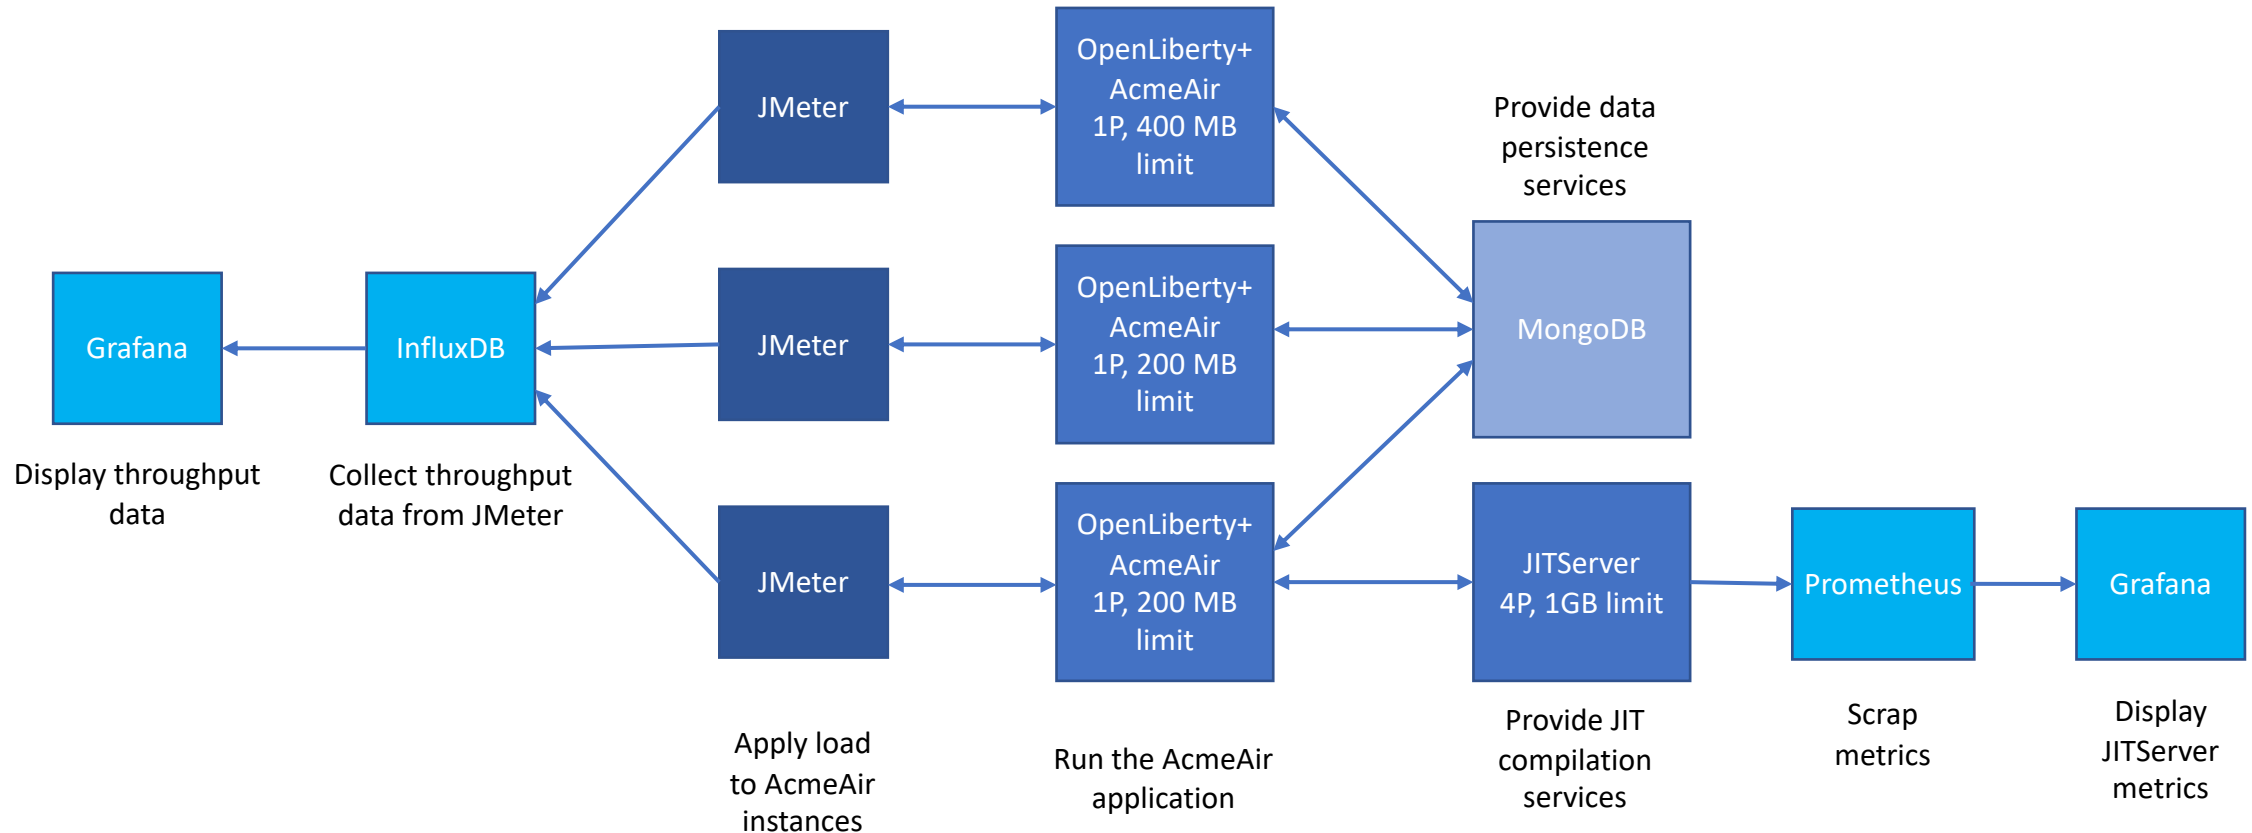 JMeter
OpenLiberty+
AcmeAir
1P, 400 MB
limit
Provide data
persistence
services
Grafana
InfluxDB
JMeter
OpenLiberty+
AcmeAir
1P, 200 MB
limit
MongoDB
Display throughput
data
Collect throughput
data from JMeter
JMeter
OpenLiberty+
AcmeAir
1P, 200 MB
limit
JITServer
4P, 1GB limit
Prometheus
Grafana
Apply load
to AcmeAir
instances
Run the AcmeAir
application
Provide JIT
compilation
services
Scrap
metrics
Display
JITServer
metrics